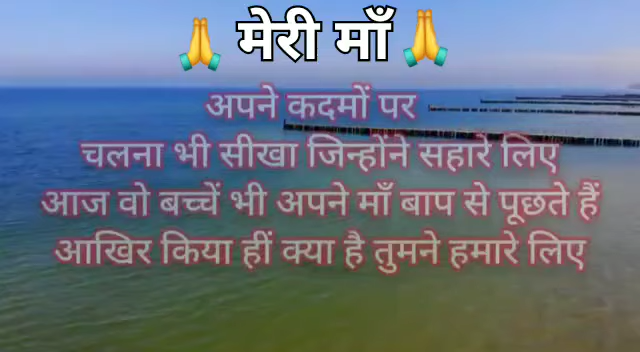 🙏 मेरी माँ 🙏
अपने कदमों पर
चलना भी सीखा जिन्होंने सहारे लिए
आज वो बच्चें भी अपने माँ बाप से पूछते हैं
आखिर किया हीं क्या है तुमने हमारे लिए